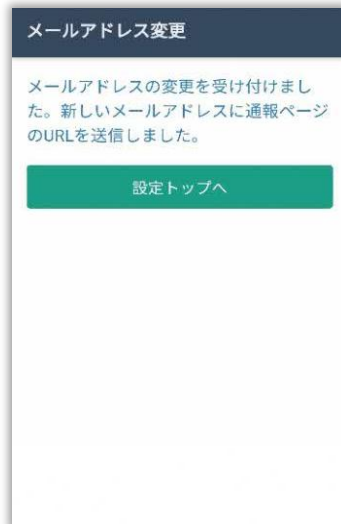 メールアドレス変更
メールアドレスの変更を受け付けまし
た。新しいメールアドレスに通報ページ
のURLを送信しました。
設定トップへ